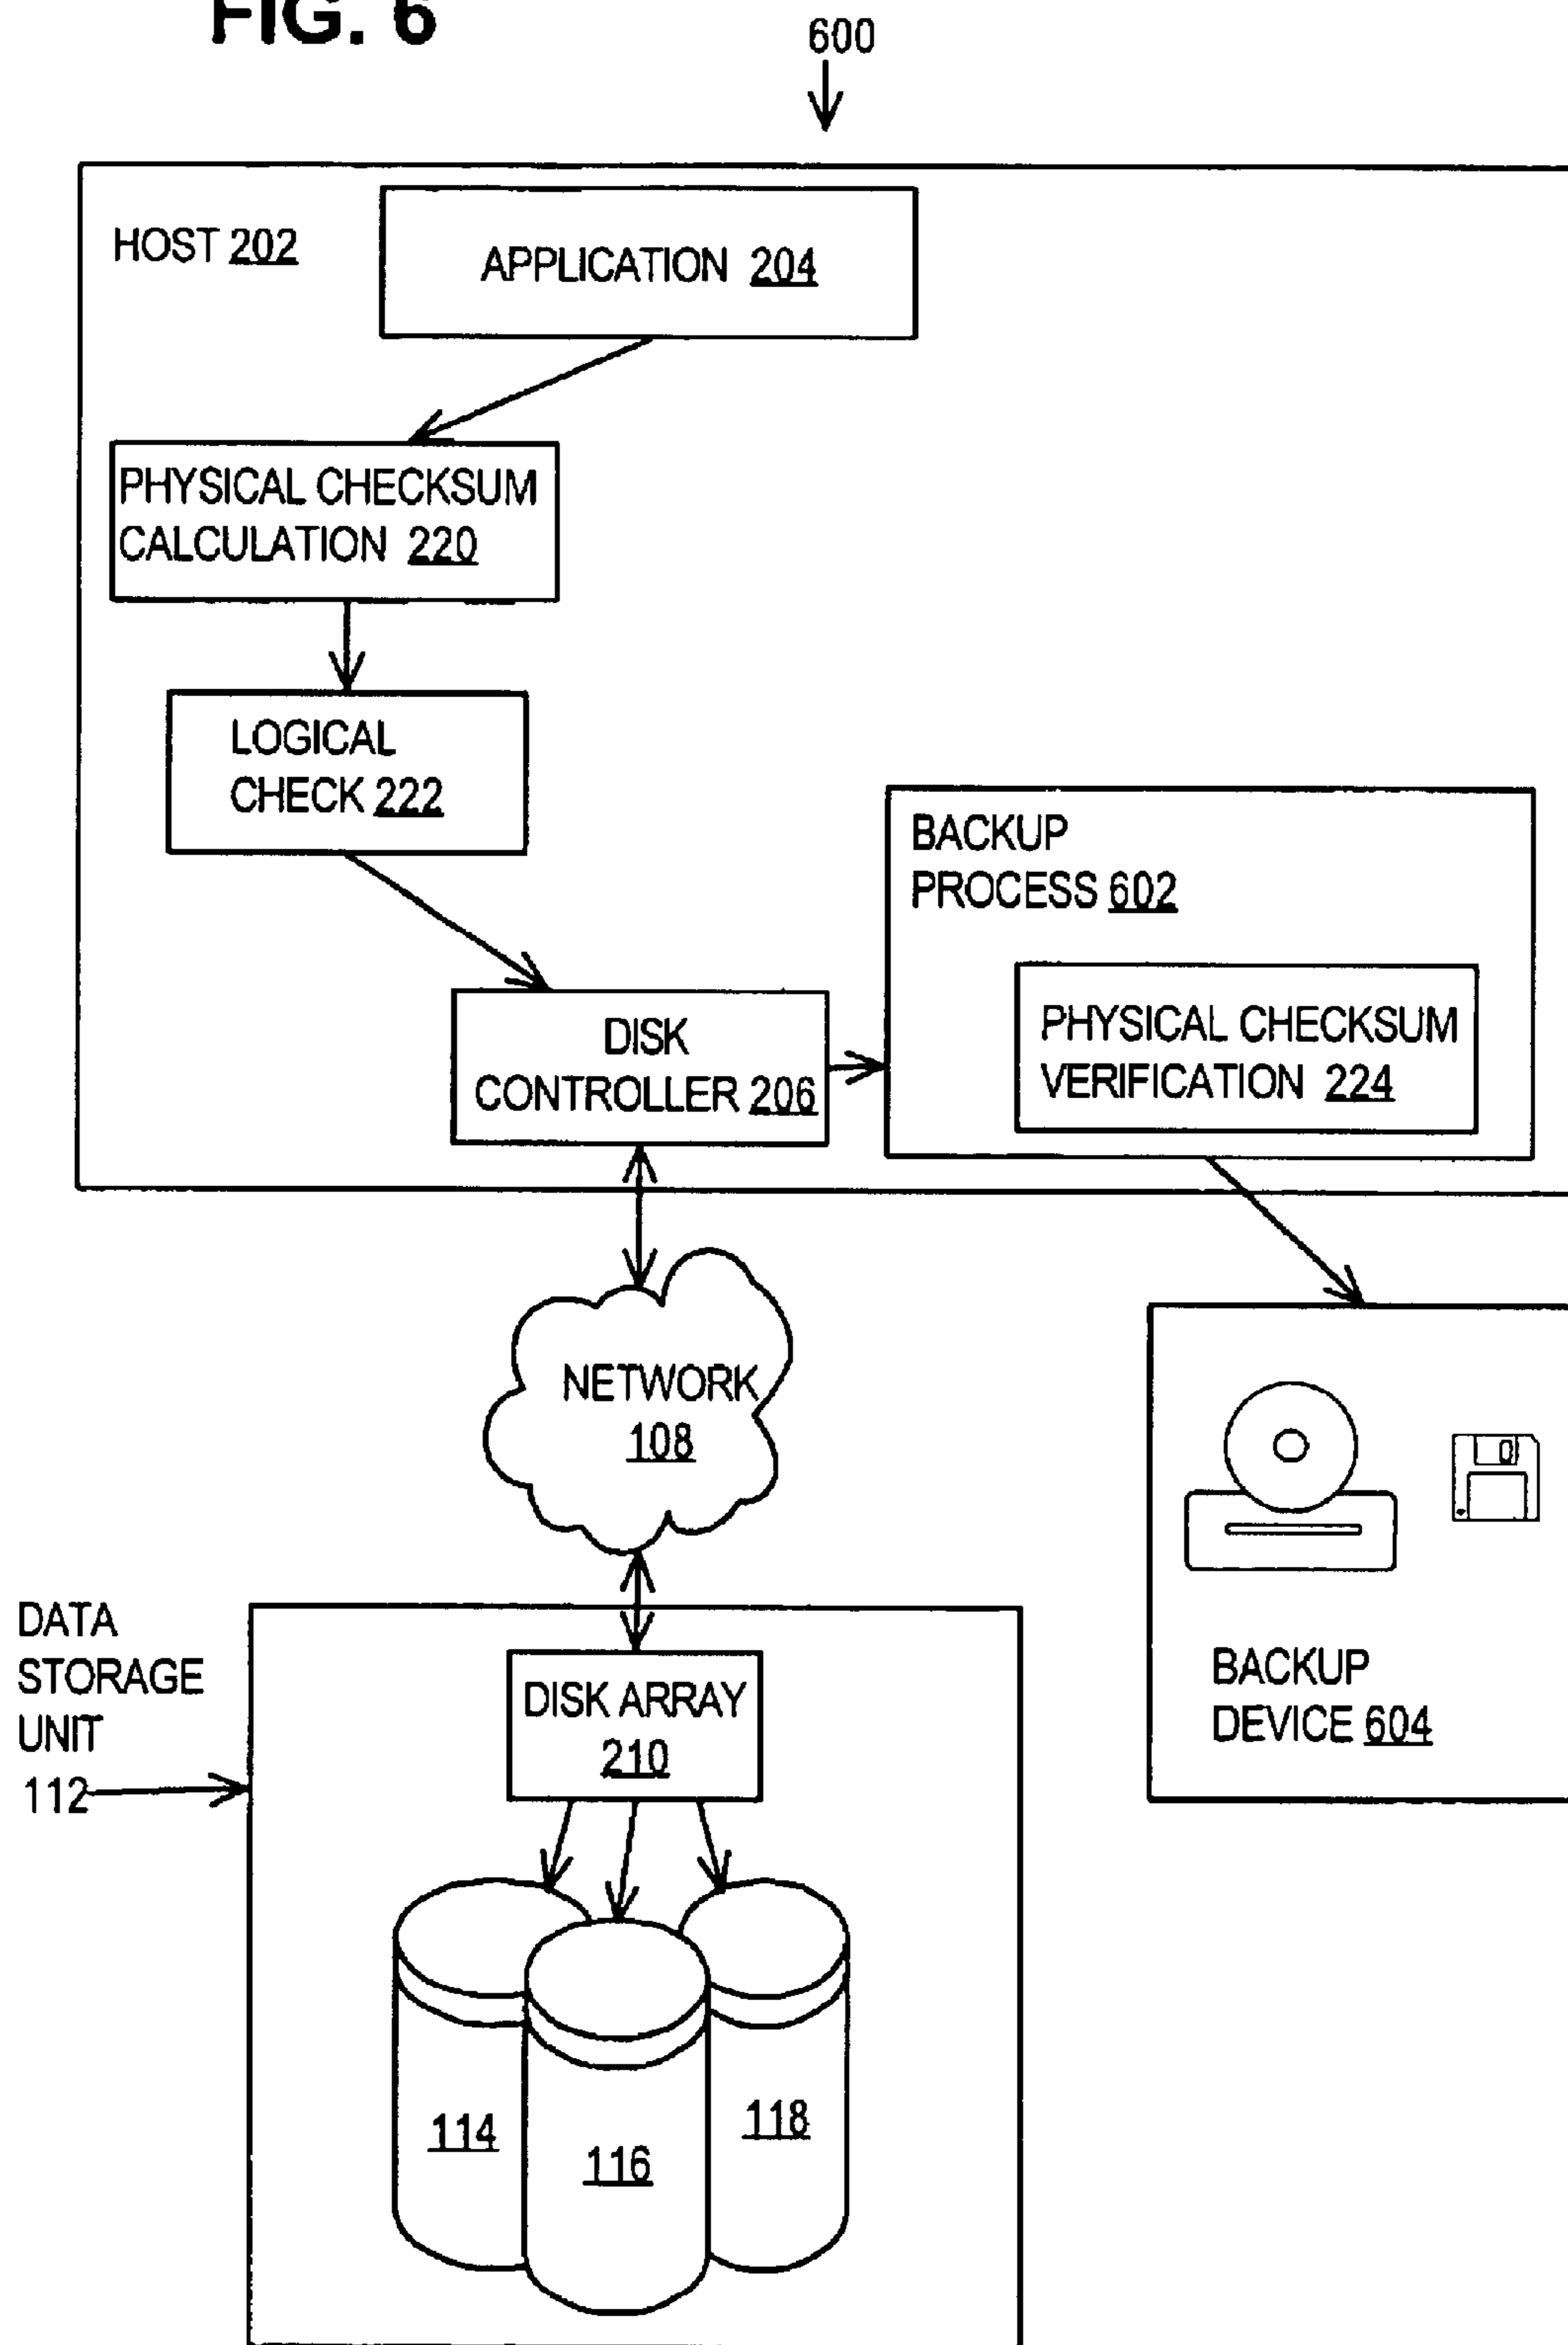 FIG. 6
600
HOST 202
APPLICATION 204
PHYSICAL CHECKSUM
CALCULATION 220
LOGICAL
CHECK 222
BACKUP
PROCESS 602
PHYSICAL CHECKSUM
VERIFICATION 224
DISK
CONTROLLER 206
NETWORK
108
DATA
STORAGE
UNIT
112
DISK ARRAY
210
BACKUP
DEVICE 604
114
116
118